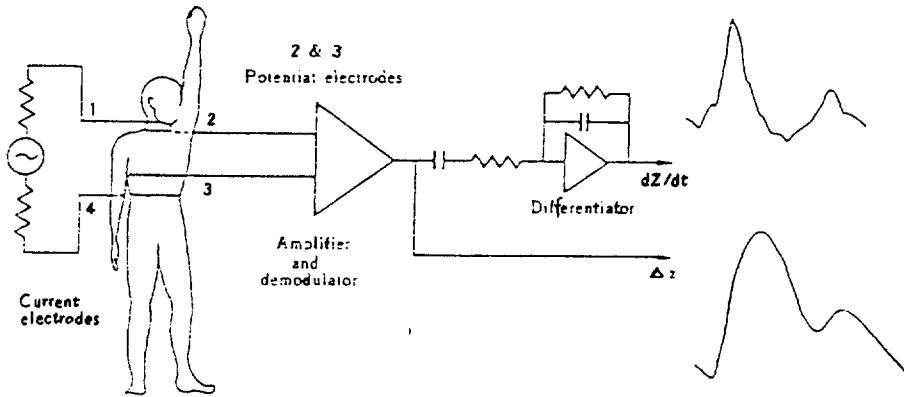 2 & 3
Potential electrodes
1
2
3
4
Current
electrodes
Amplifier
and
demodulator
Differentiator
dZ/dt
Δ z